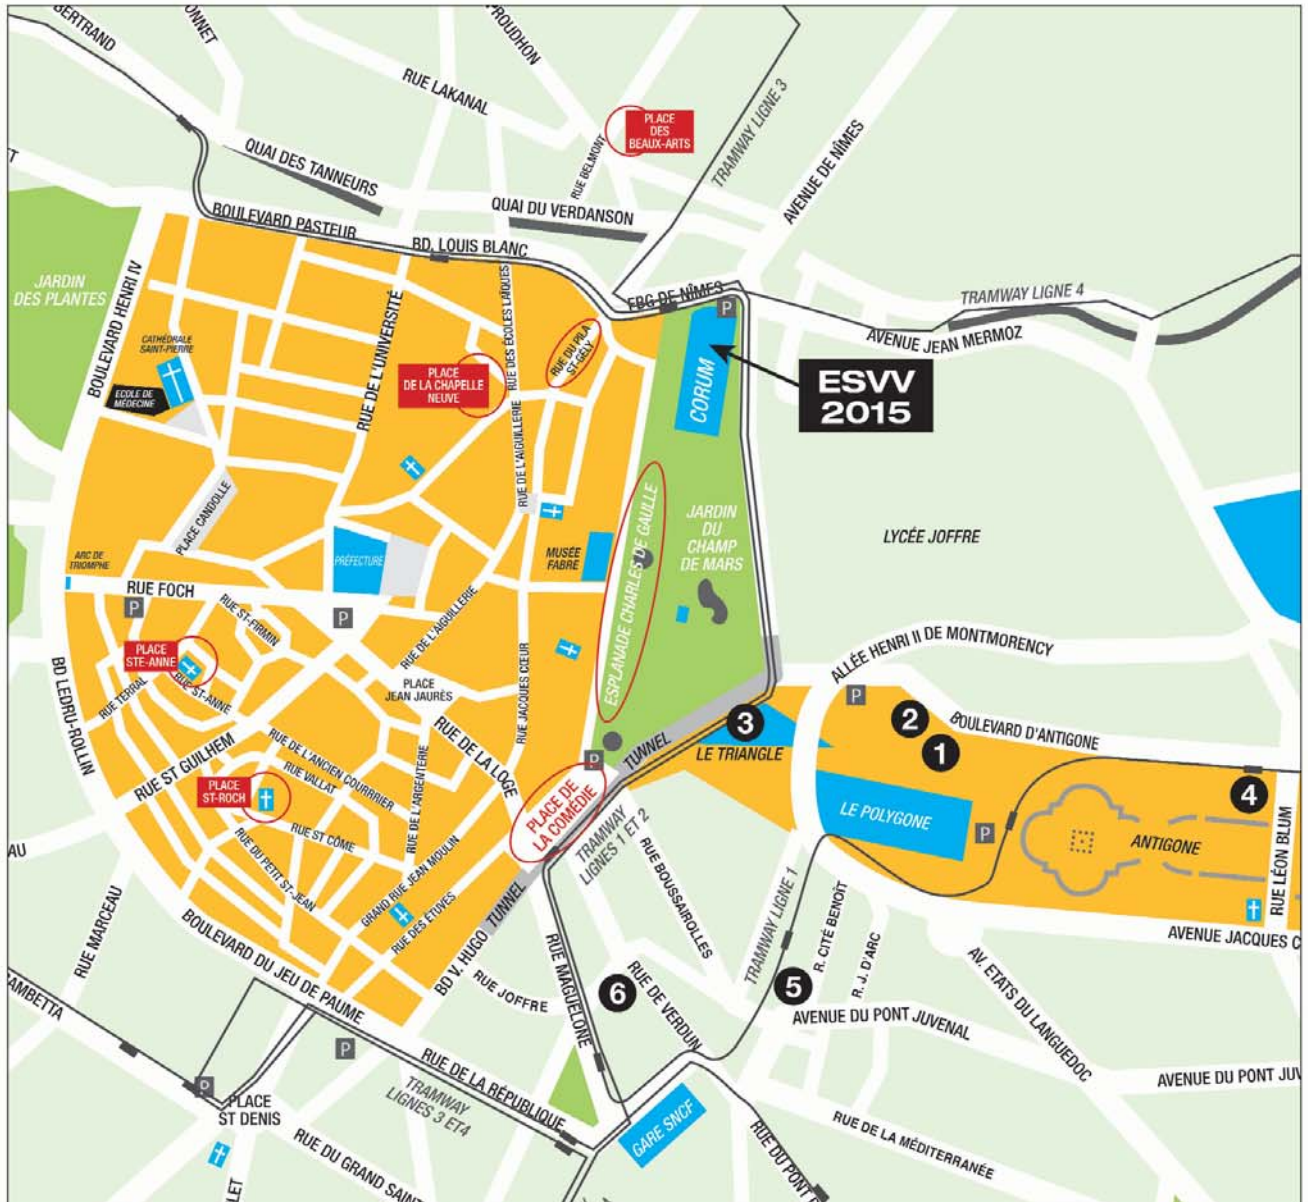 BERTRAND
ONNET
PROUDHON
RUE LAKANAL
PLACE
DES
BEAUX-ARTS
RUE BELMONT
TRAMWAY LIGNE 3
AVENUE DE NÎMES
QUAI DES TANNEURS
QUAI DU VERDANSON
BOULEVARD PASTEUR
BD. LOUIS BLANC
FBG DE NÎMES
P
TRAMWAY LIGNE 4
AVENUE JEAN MERMOZ
JARDIN
DES PLANTES
BOULEVARD HENRI IV
CATHÉDRALE
SAINT-PIERRE
ECOLE DE
MÉDECINE
RUE DE L'UNIVERSITÉ
PLACE
DE LA CHAPELLE
NEUVE
RUE DES ÉCOLES LAÏQUES
RUE DU PILA
ST-GÉLY
CORUM
ESVV
2015
RUE DE L'AIGUILLERIE
PLACE CANDOLLE
PRÉFECTURE
MUSÉE
FABRE
ESPLANADE CHARLES DE GAULLE
JARDIN
DU
CHAMP
DE MARS
LYCÉE JOFFRE
ARC DE
TRIOMPHE
RUE FOCH
P
P
RUE ST-FIRMIN
RUE DE L'AIGUILLERIE
PLACE
STE-ANNE
RUE ST-ANNE
RUE TERRAL
BD LEDRU-ROLLIN
PLACE
JEAN JAURÈS
RUE JACQUES CŒUR
ALLÉE HENRI II DE MONTMORENCY
P
2
1
BOULEVARD D'ANTIGONE
3
LE TRIANGLE
RUE ST GUILHEM
RUE DE L'ANCIEN COURRRIER
RUE VALLAT
RUE DE LA LOGE
RUE DE L'ARGENTERIE
PLACE
ST-ROCH
RUE ST CÔME
RUE DU PETIT ST-JEAN
GRAND RUE JEAN MOULIN
RUE DES ÉTUVES
P
TUNNEL
PLACE DE
LA COMÉDIE
TRAMWAY
LIGNES 1 ET 2
TUNNEL
RUE BOUSSAIROLLES
LE POLYGONE
P
ANTIGONE
4
RUE LÉON BLUM
AVENUE JACQUES C
AU
RUE MARCEAU
AMBETTA
BOULEVARD DU JEU DE PAUME
BD V. HUGO
RUE JOFFRE
RUE MAGUELONE
6
RUE DE VERDUN
TRAMWAY LIGNE 1
5
R. CITÉ BENOÎT
R. J. D'ARC
AVENUE DU PONT JUVENAL
AV. ETATS DU LANGUEDOC
AVENUE DU PONT JUV
P
P
PLACE
ST DENIS
TRAMWAY
LIGNES 3 ET4
RUE DE LA RÉPUBLIQUE
GARE SNCF
RUE DU PONT
RUE DE LA MÉDITERRANÉE
RUE DU GRAND SAIN
LET